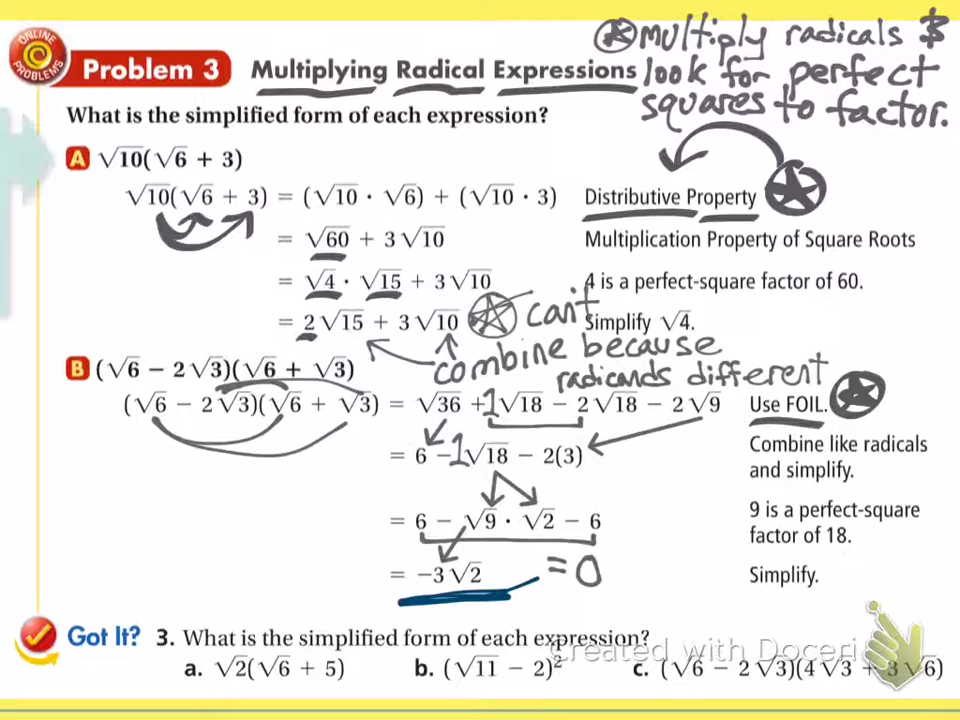 ONLINE PROBLEMS
Problem 3 Multiplying Radical Expressions
⍟ multiply radicals &
look for perfect
squares to factor.
What is the simplified form of each expression?
A √10(√6 + 3)
√10(√6 + 3) = (√10 · √6) + (√10 · 3) Distributive Property
= √60 + 3√10 Multiplication Property of Square Roots
= √4 · √15 + 3√10 4 is a perfect-square factor of 60.
= 2√15 + 3√10 Simplify √4.
can't
combine because
radicands different
B (√6 − 2√3)(√6 + √3)
(√6 − 2√3)(√6 + √3) = √36 + 1√18 − 2√18 − 2√9 Use FOIL.
= 6 − 1√18 − 2(3) Combine like radicals
and simplify.
= 6 − √9 · √2 − 6 9 is a perfect-square
factor of 18.
= −3√2 = 0 Simplify.
Got It? 3. What is the simplified form of each expression?
a. √2(√6 + 5) b. (√11 − 2)² c. (√6 − 2√3)(4√3 + 3√6)
Created with Doceri